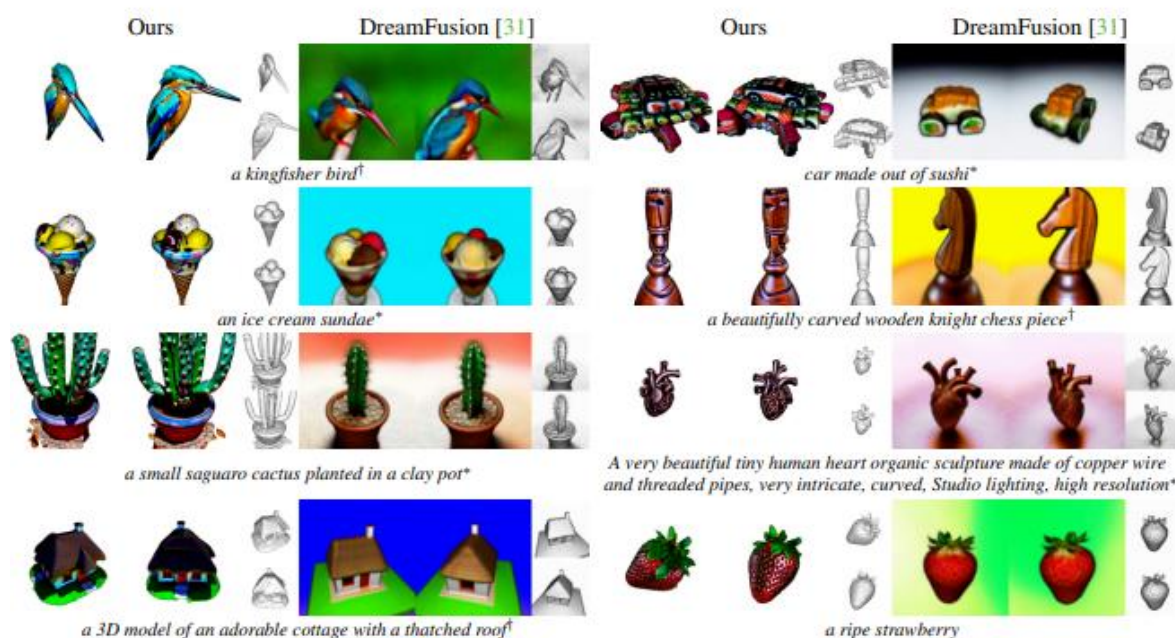 Ours DreamFusion [31] Ours DreamFusion [31]
a kingfisher bird†
car made out of sushi*
an ice cream sundae*
a beautifully carved wooden knight chess piece†
a small saguaro cactus planted in a clay pot*
A very beautiful tiny human heart organic sculpture made of copper wire
and threaded pipes, very intricate, curved, Studio lighting, high resolution*
a 3D model of an adorable cottage with a thatched roof†
a ripe strawberry